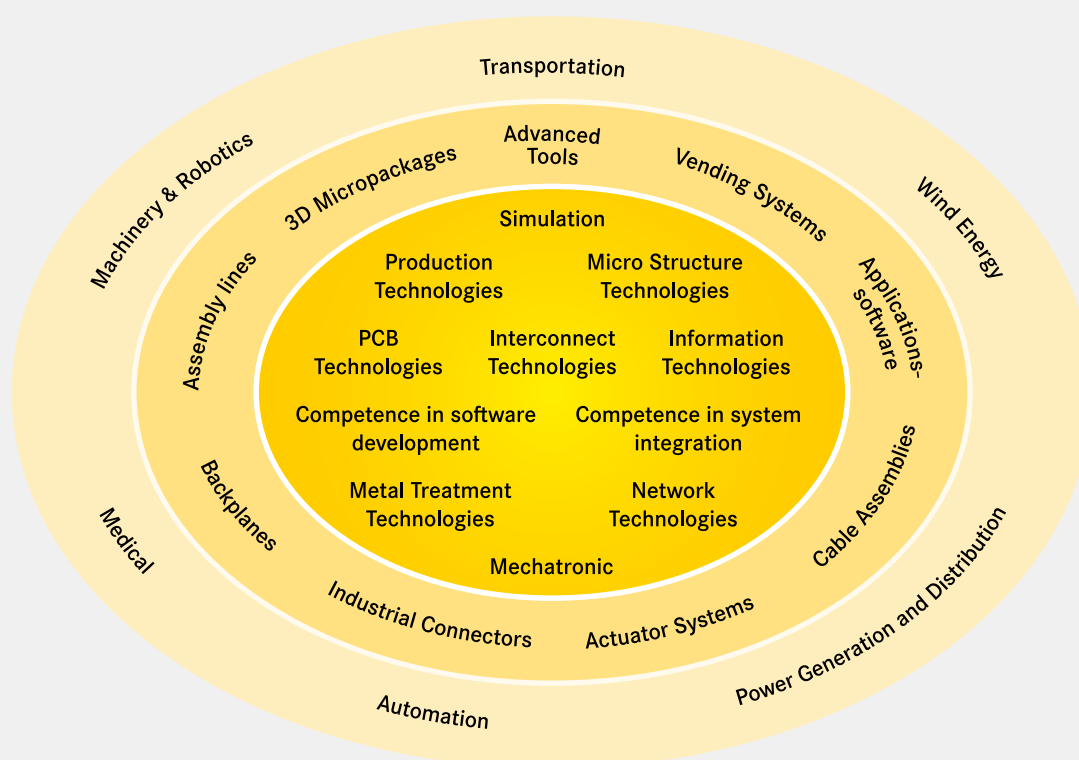 Transportation
Machinery & Robotics
Wind Energy
Medical
Power Generation and Distribution
Automation
Advanced
Tools
3D Micropackages
Vending Systems
Assembly lines
Applications-
software
Backplanes
Cable Assemblies
Industrial Connectors
Actuator Systems
Simulation
Production
Technologies
Micro Structure
Technologies
PCB
Technologies
Interconnect
Technologies
Information
Technologies
Competence in software
development
Competence in system
integration
Metal Treatment
Technologies
Network
Technologies
Mechatronic